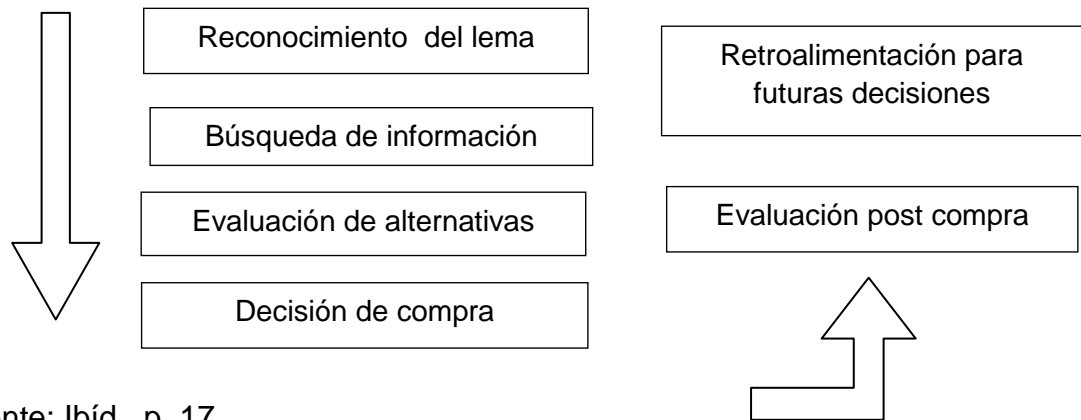 Reconocimiento del lema
Búsqueda de información
Evaluación de alternativas
Decisión de compra
Retroalimentación para
futuras decisiones
Evaluación post compra
ente: Ibíd., p. 17